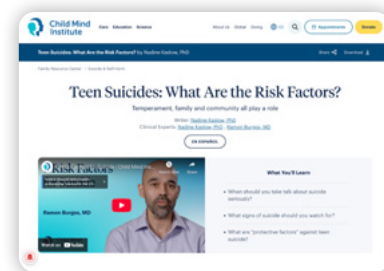 Child Mind
Institute
Care Education Science
About Us Global Giving
Appointments
Donate
Teen Suicides: What Are the Risk Factors? by Nadine Kaslow, PhD
Share
Download
Family Resource Center / Suicide & Self-Harm
Teen Suicides: What Are the Risk Factors?
Temperament, family and community all play a role
Writer: Nadine Kaslow, PhD
Clinical Experts: Nadine Kaslow, PhD , Ramon Burgos, MD
EN ESPAÑOL
Risk Factors
Child Mind
Share
Ramon Burgos, MD
Watch on YouTube
What You'll Learn
When should you take talk about suicide
seriously?
What signs of suicide should you watch for?
What are "protective factors" against teen
suicide?